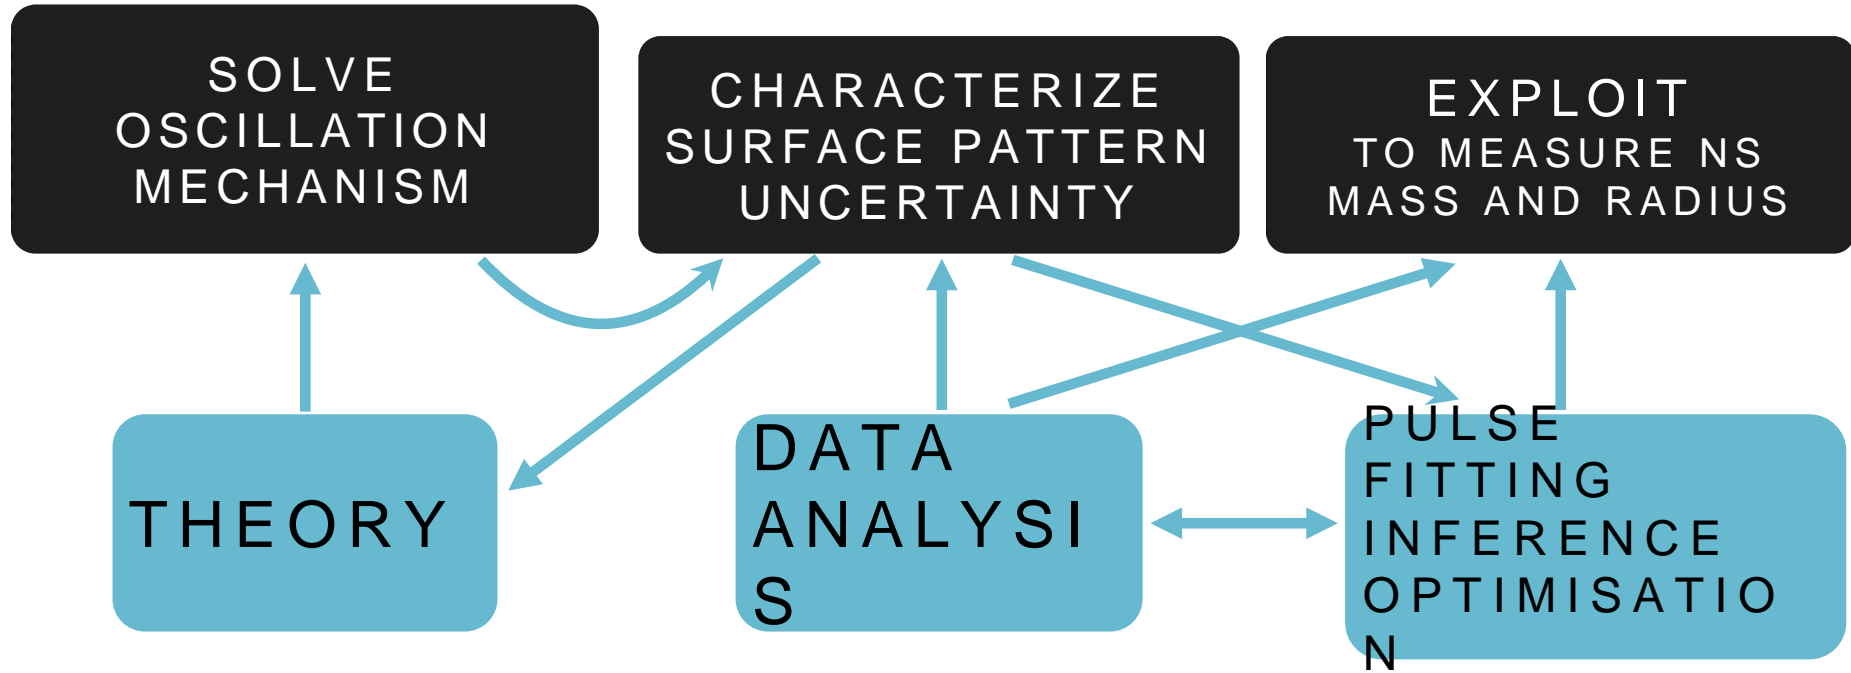 SOLVE
OSCILLATION
MECHANISM
CHARACTERIZE
SURFACE PATTERN
UNCERTAINTY
EXPLOIT
TO MEASURE NS
MASS AND RADIUS
THEORY
DATA
ANALYSI
S
PULSE
FITTING
INFERENCE
OPTIMISATIO
N